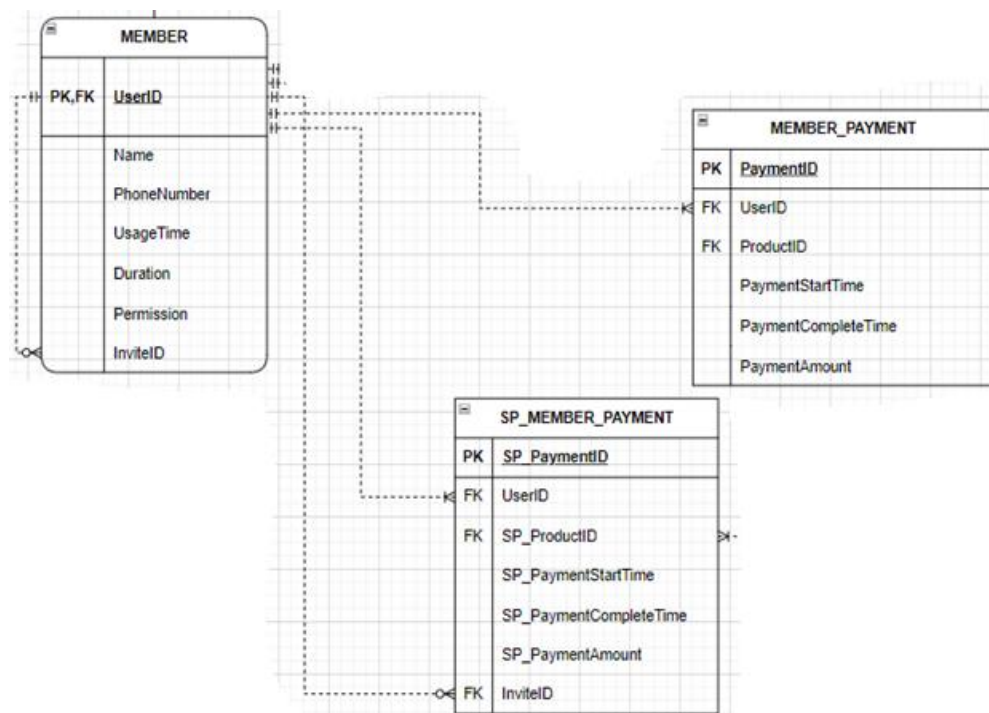 MEMBER
PK,FK UserID
Name
PhoneNumber
UsageTime
Duration
Permission
InviteID
MEMBER_PAYMENT
PK PaymentID
FK UserID
FK ProductID
PaymentStartTime
PaymentCompleteTime
PaymentAmount
SP_MEMBER_PAYMENT
PK SP_PaymentID
FK UserID
FK SP_ProductID
SP_PaymentStartTime
SP_PaymentCompleteTime
SP_PaymentAmount
FK InviteID